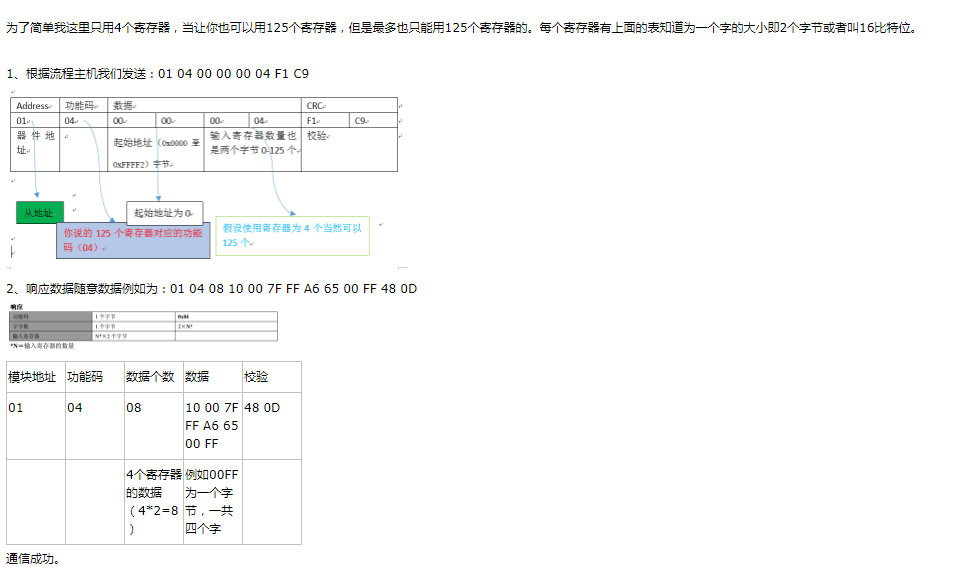 为了简单我这里只用4个寄存器，当让你也可以用125个寄存器，但是最多也只能用125个寄存器的。每个寄存器有上面的表知道为一个字的大小即2个字节或者叫16比特位。
1、根据流程主机我们发送：01 04 00 00 00 04 F1 C9
Address 功能码 数据 CRC
01 04 00 00 00 04 F1 C9
器件地址 起始地址（0x0000 至 0xFFFF2）字节 输入寄存器数量也是两个字节 0-125 个 校验
从地址
起始地址为 0
你说的 125 个寄存器对应的功能
码（04）
假设使用寄存器为 4 个当然可以
125 个
2、响应数据随意数据例如为：01 04 08 10 00 7F FF A6 65 00 FF 48 0D
响应
功能码 1 个字节 0x04
字节数 1 个字节 2×N*
输入寄存器 N*×2 个字节
*N＝输入寄存器的数量
模块地址 功能码 数据个数 数据 校验
01 04 08 10 00 7F 48 0D
FF A6 65
00 FF
4个寄存器 例如00FF
的数据 为一个字
（4*2=8 节，一共
） 四个字
通信成功。